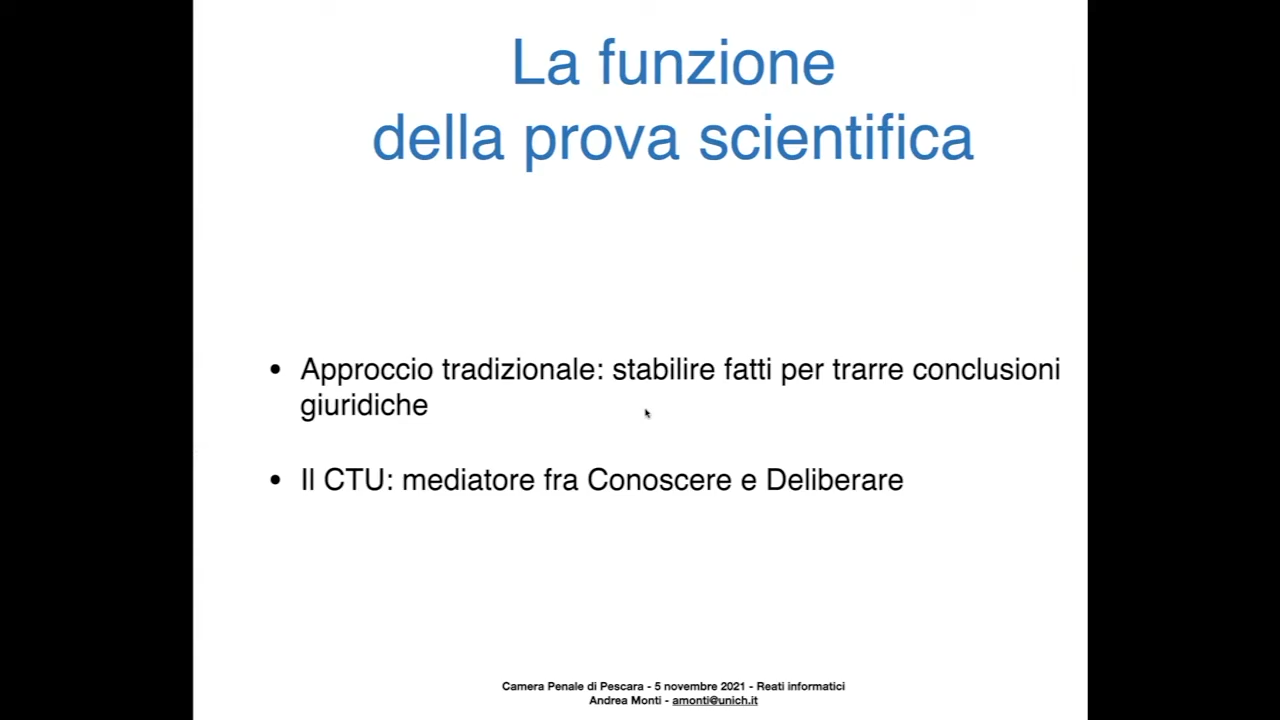 La funzione
della prova scientifica
• Approccio tradizionale: stabilire fatti per trarre conclusioni
giuridiche
• Il CTU: mediatore fra Conoscere e Deliberare
Camera Penale di Pescara - 5 novembre 2021 - Reati informatici
Andrea Monti - amonti@unich.it